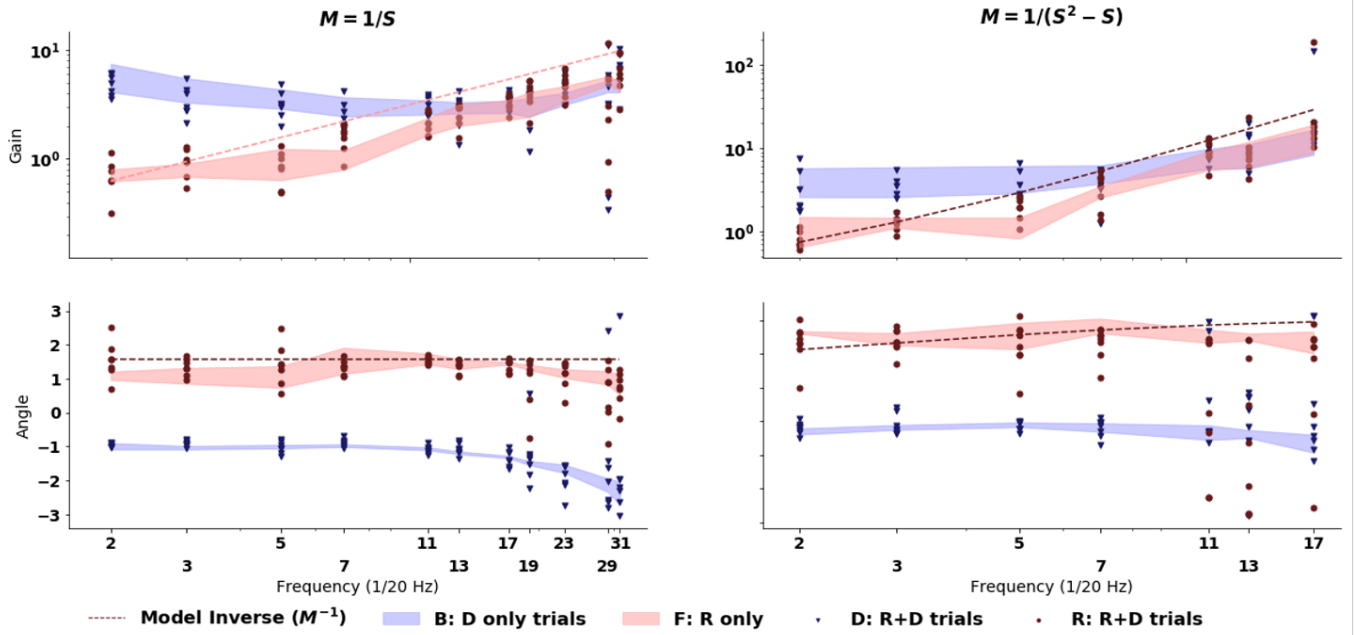 M = 1/S
M = 1/(S² − S)
Gain
10¹
10⁰
10²
10¹
10⁰
Angle
3
2
1
0
−1
−2
−3
2 5 7 11 17 23 31
3 13 19 29
Frequency (1/20 Hz)
2 3 5 7 11 17
13
Frequency (1/20 Hz)
Model Inverse (M⁻¹) B: D only trials F: R only D: R+D trials R: R+D trials